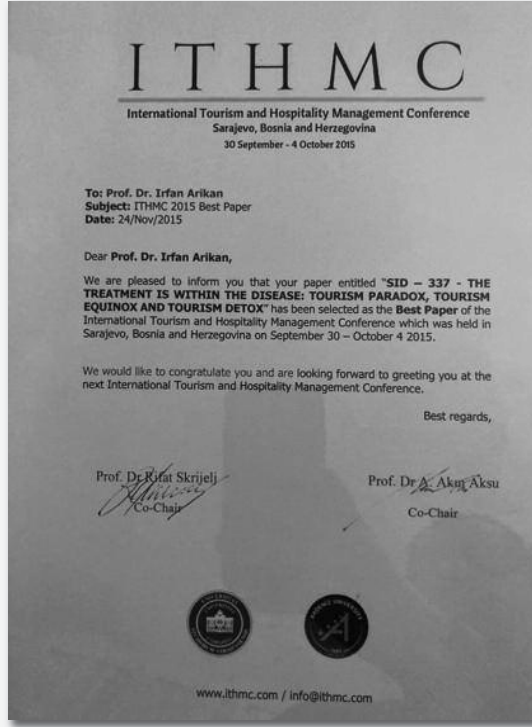 ITHMC
International Tourism and Hospitality Management Conference
Sarajevo, Bosnia and Herzegovina
30 September - 4 October 2015
To: Prof. Dr. Irfan Arikan
Subject: ITHMC 2015 Best Paper
Date: 24/Nov/2015
Dear Prof. Dr. Irfan Arikan,
We are pleased to inform you that your paper entitled "SID – 337 - THE
TREATMENT IS WITHIN THE DISEASE: TOURISM PARADOX, TOURISM
EQUINOX AND TOURISM DETOX" has been selected as the Best Paper of the
International Tourism and Hospitality Management Conference which was held in
Sarajevo, Bosnia and Herzegovina on September 30 – October 4 2015.
We would like to congratulate you and are looking forward to greeting you at the
next International Tourism and Hospitality Management Conference.
Best regards,
Prof. Dr Rifat Skrijelj
Co-Chair
Prof. Dr A. Akın Aksu
Co-Chair
www.ithmc.com / info@ithmc.com